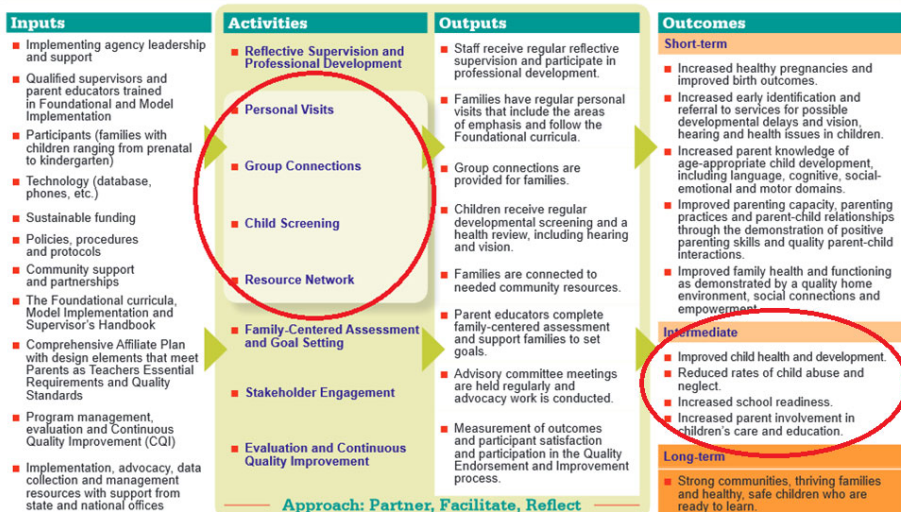 Inputs
Implementing agency leadership
and support
Qualified supervisors and
parent educators trained
in Foundational and Model
Implementation
Participants (families with
children ranging from prenatal
to kindergarten)
Technology (database,
phones, etc.)
Sustainable funding
Policies, procedures
and protocols
Community support
and partnerships
The Foundational curricula,
Model Implementation and
Supervisor's Handbook
Comprehensive Affiliate Plan
with design elements that meet
Parents as Teachers Essential
Requirements and Quality
Standards
Program management,
evaluation and Continuous
Quality Improvement (CQI)
Implementation, advocacy, data
collection and management
resources with support from
state and national offices
Activities
Reflective Supervision and
Professional Development
Personal Visits
Group Connections
Child Screening
Resource Network
Family-Centered Assessment
and Goal Setting
Stakeholder Engagement
Evaluation and Continuous
Quality Improvement
Outputs
Staff receive regular reflective
supervision and participate in
professional development.
Families have regular personal
visits that include the areas
of emphasis and follow the
Foundational curricula.
Group connections are
provided for families.
Children receive regular
developmental screening and a
health review, including hearing
and vision.
Families are connected to
needed community resources.
Parent educators complete
family-centered assessment
and support families to set
goals.
Advisory committee meetings
are held regularly and
advocacy work is conducted.
Measurement of outcomes
and participant satisfaction
and participation in the Quality
Endorsement and Improvement
process.
Approach: Partner, Facilitate, Reflect
Outcomes
Short-term
Increased healthy pregnancies and
improved birth outcomes.
Increased early identification and
referral to services for possible
developmental delays and vision,
hearing and health issues in children.
Increased parent knowledge of
age-appropriate child development,
including language, cognitive, social-
emotional and motor domains.
Improved parenting capacity, parenting
practices and parent-child relationships
through the demonstration of positive
parenting skills and quality parent-child
interactions.
Improved family health and functioning
as demonstrated by a quality home
environment, social connections and
empowerment.
Intermediate
Improved child health and development.
Reduced rates of child abuse and
neglect.
Increased school readiness.
Increased parent involvement in
children's care and education.
Long-term
Strong communities, thriving families
and healthy, safe children who are
ready to learn.